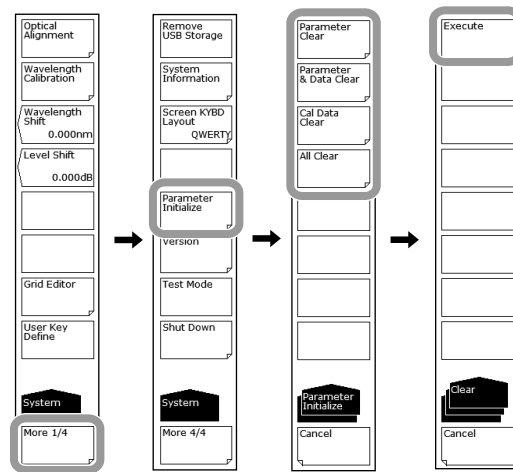 Optical
Alignment
Wavelength
Calibration
Wavelength
Shift
0.000nm
Level Shift
0.000dB
Grid Editor
User Key
Define
System
More 1/4
Remove
USB Storage
System
Information
Screen KYBD
Layout
QWERTY
Parameter
Initialize
Version
Test Mode
Shut Down
System
More 4/4
Parameter
Clear
Parameter
& Data Clear
Cal Data
Clear
All Clear
Parameter
Initialize
Cancel
Execute
Clear
Cancel